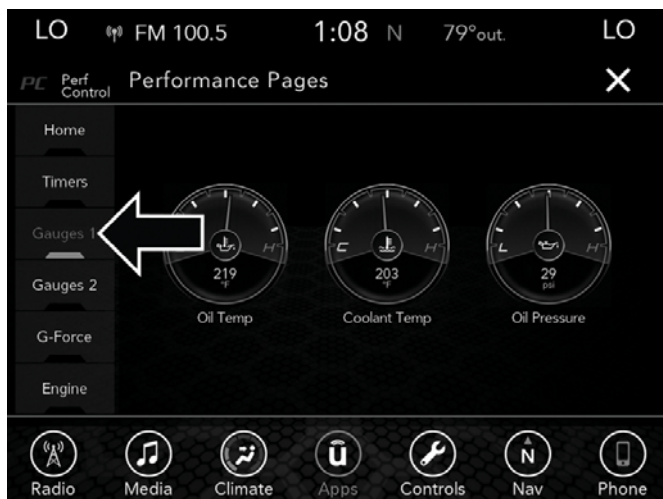 LO FM 100.5 1:08 N 79°out. LO
PC Perf Control Performance Pages
Home
Timers
Gauges 1
Gauges 2
G-Force
Engine
H C H L H
219 °F 203 °F 29 psi
Oil Temp Coolant Temp Oil Pressure
û N
Radio Media Climate Apps Controls Nav Phone